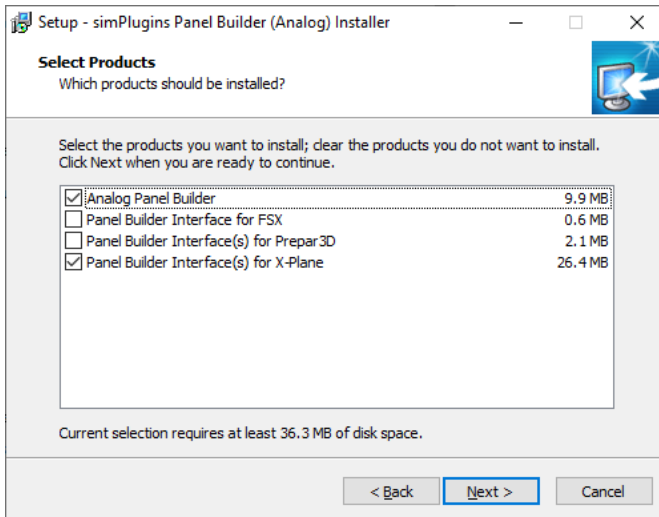 Setup - simPlugins Panel Builder (Analog) Installer
Select Products
Which products should be installed?
Select the products you want to install; clear the products you do not want to install.
Click Next when you are ready to continue.
Analog Panel Builder 9.9 MB
Panel Builder Interface for FSX 0.6 MB
Panel Builder Interface(s) for Prepar3D 2.1 MB
Panel Builder Interface(s) for X-Plane 26.4 MB
Current selection requires at least 36.3 MB of disk space.
< Back Next > Cancel